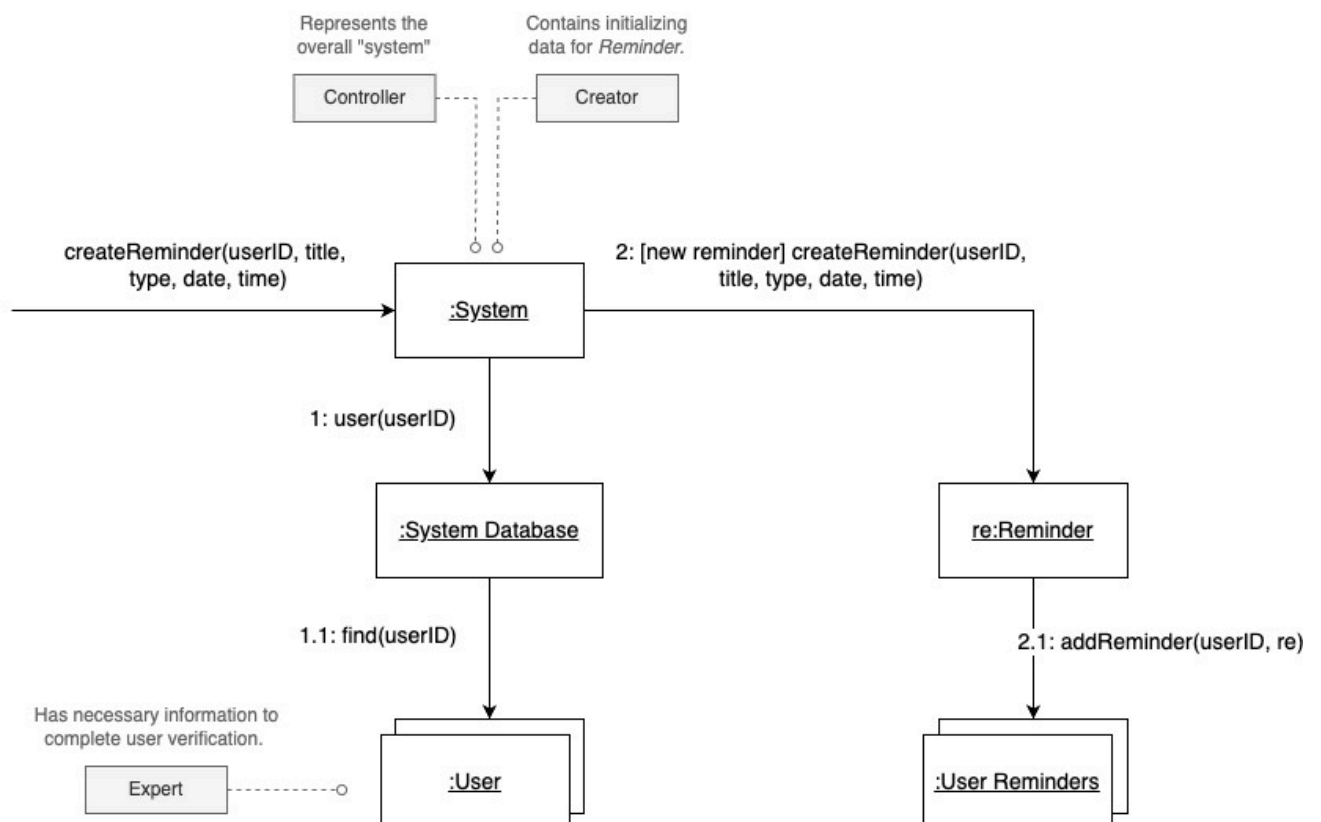 Represents the
overall "system"
Contains initializing
data for Reminder.
Controller
Creator
createReminder(userID, title,
type, date, time)
2: [new reminder] createReminder(userID,
title, type, date, time)
:System
1: user(userID)
:System Database
re:Reminder
1.1: find(userID)
2.1: addReminder(userID, re)
Has necessary information to
complete user verification.
Expert
:User
:User Reminders